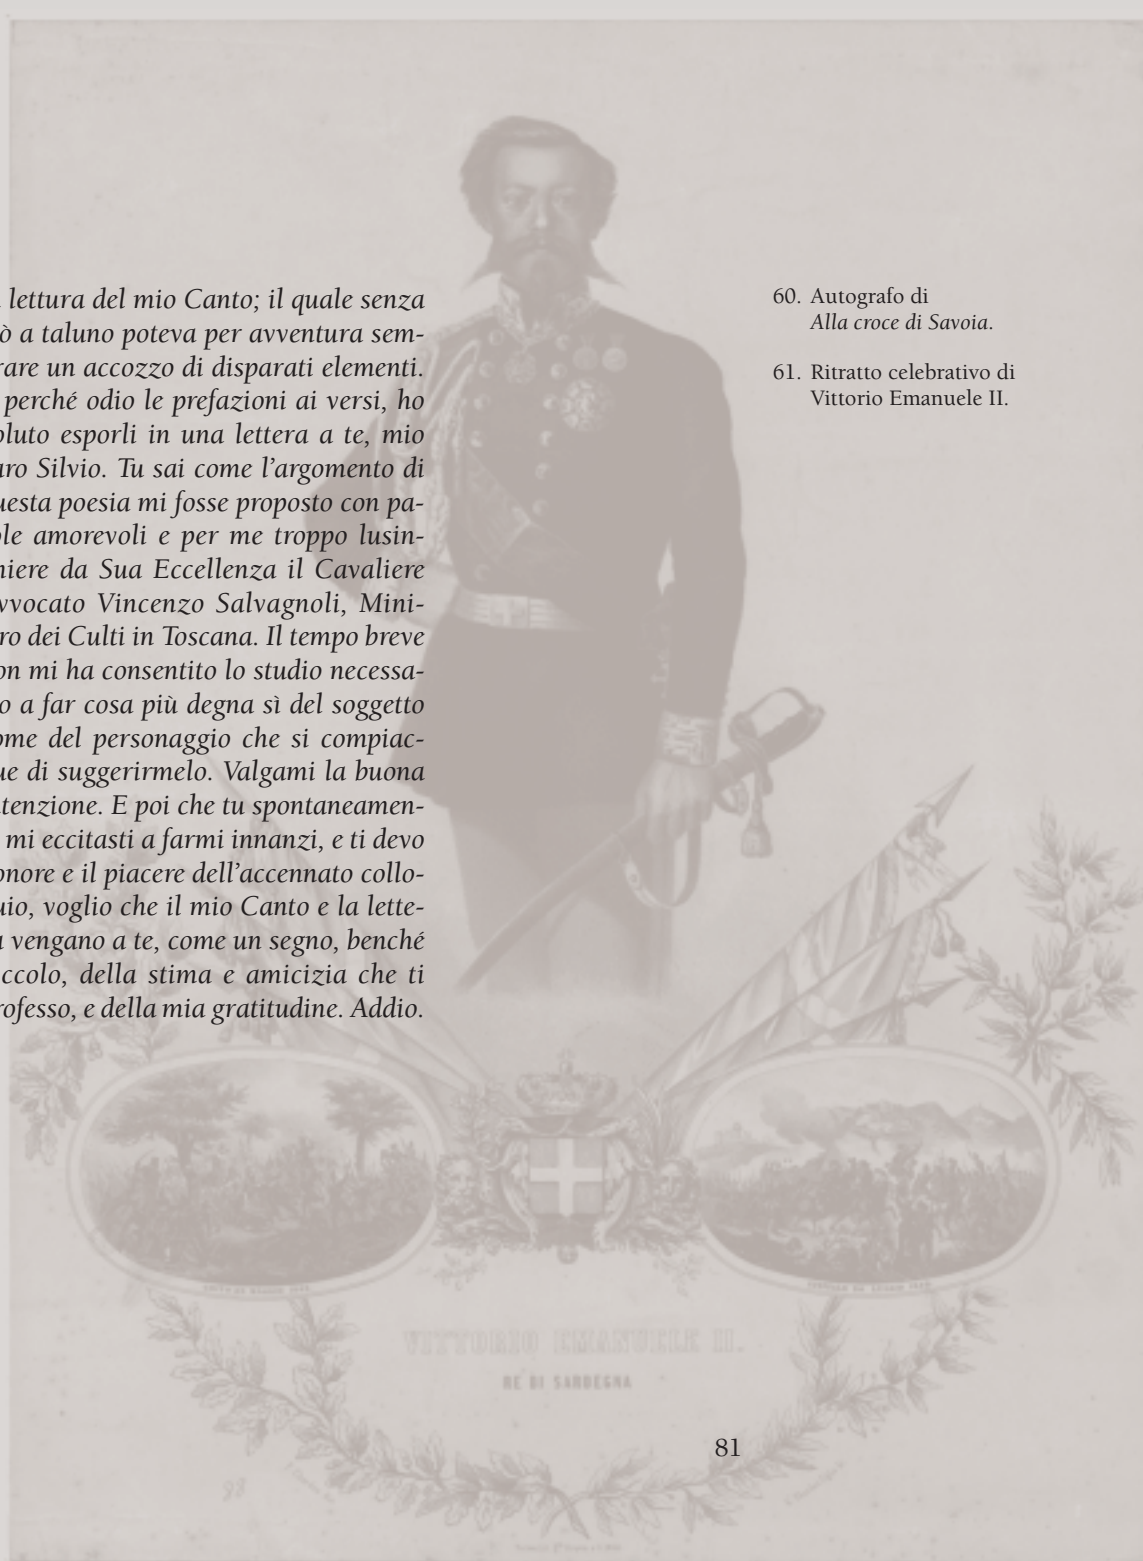 lettura del mio Canto; il quale senza
ò a taluno poteva per avventura sem-
rare un accozzo di disparati elementi.
perché odio le prefazioni ai versi, ho
oluto esporli in una lettera a te, mio
aro Silvio. Tu sai come l’argomento di
uesta poesia mi fosse proposto con pa-
ole amorevoli e per me troppo lusin-
hiere da Sua Eccellenza il Cavaliere
vvocato Vincenzo Salvagnoli, Mini-
ro dei Culti in Toscana. Il tempo breve
on mi ha consentito lo studio necessa-
o a far cosa più degna sì del soggetto
ome del personaggio che si compiac-
ue di suggerirmelo. Valgami la buona
tenzione. E poi che tu spontaneamen-
mi eccitasti a farmi innanzi, e ti devo
onore e il piacere dell’accennato collo-
uio, voglio che il mio Canto e la lette-
a vengano a te, come un segno, benché
ccolo, della stima e amicizia che ti
rofesso, e della mia gratitudine. Addio.
60. Autografo di
Alla croce di Savoia.
61. Ritratto celebrativo di
Vittorio Emanuele II.
VITTORIO EMANUELE II.
RE DI SARDEGNA
81
98